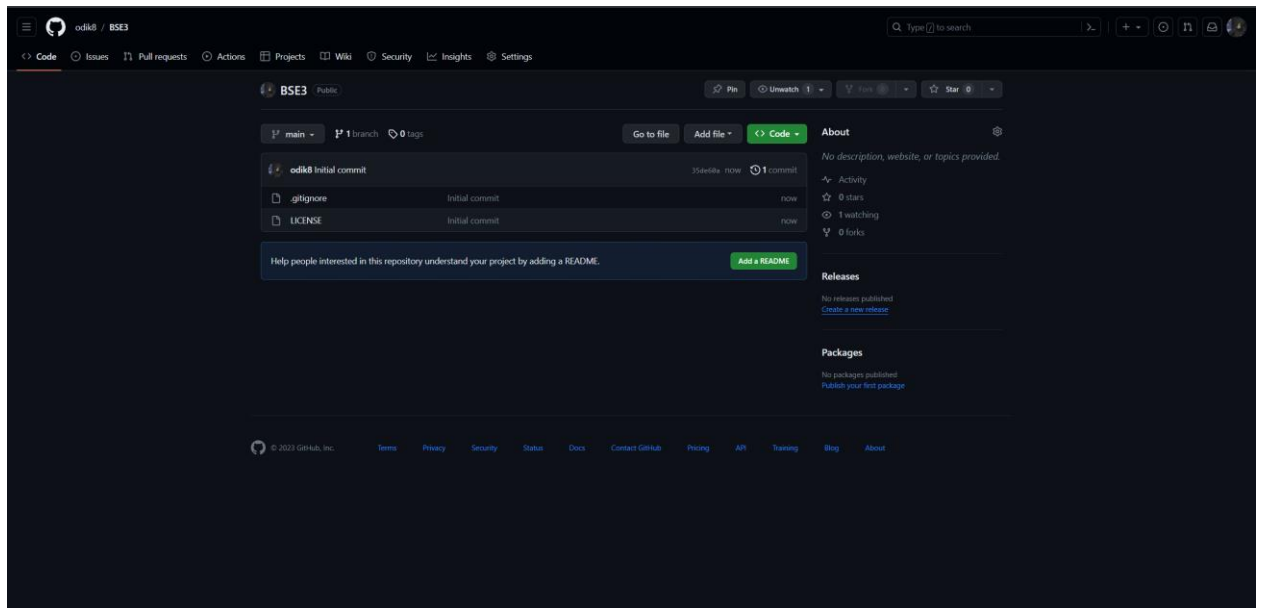 odik8 / BSE3
Type / to search
Code Issues Pull requests Actions Projects Wiki Security Insights Settings
BSE3 Public
Pin Unwatch 1 Fork Star 0
main 1 branch 0 tags Go to file Add file Code
odik8 Initial commit now 1 commit
.gitignore Initial commit now
LICENSE Initial commit now
Help people interested in this repository understand your project by adding a README. Add a README
About
No description, website, or topics provided.
Activity
0 stars
1 watching
0 forks
Releases
No releases published
Create a new release
Packages
No packages published
Publish your first package
© 2023 GitHub, Inc. Terms Privacy Security Status Docs Contact GitHub Pricing API Training Blog About